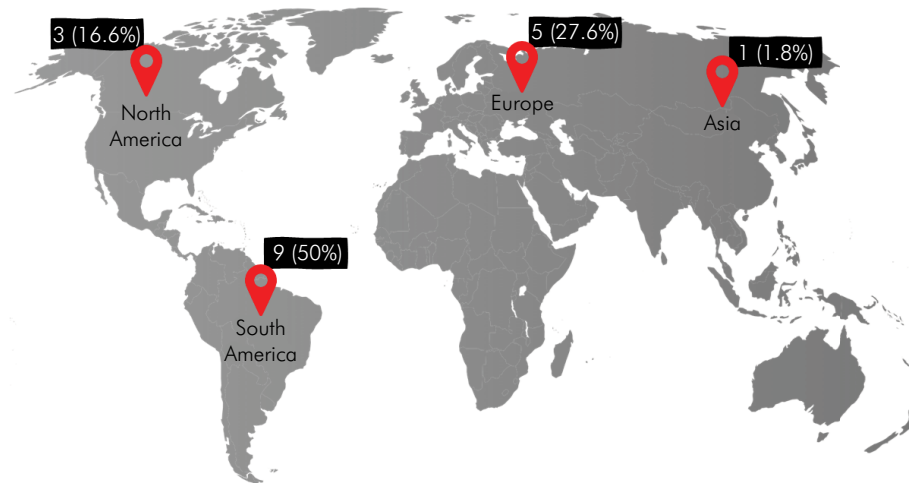 3 (16.6%)
North
America
5 (27.6%)
Europe
1 (1.8%)
Asia
9 (50%)
South
America